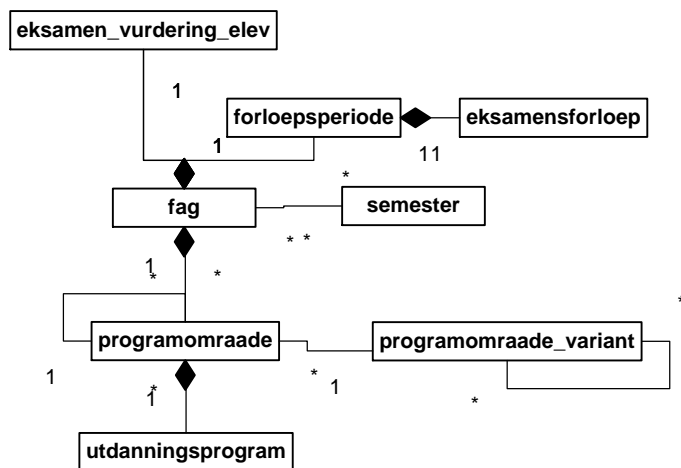 eksamen_vurdering_elev
1
forloepsperiode
eksamensforloep
1
11
*
fag
semester
* *
1
*
*
*
programomraade
programomraade_variant
1
*
*
1
1
*
utdanningsprogram